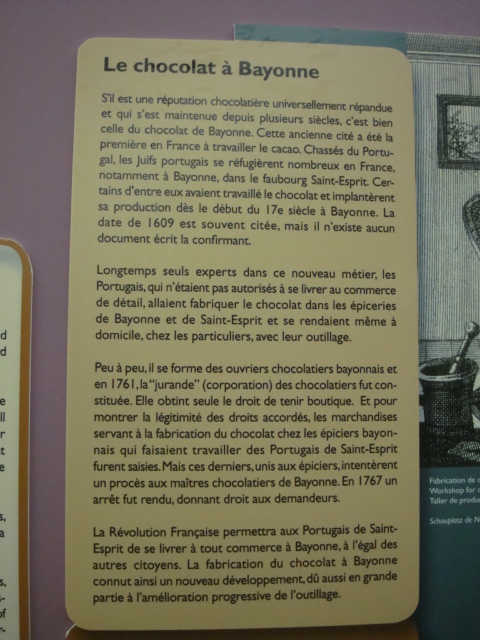 Le chocolat à Bayonne
S'il est une réputation chocolatière universellement répandue
et qui s'est maintenue depuis plusieurs siècles, c'est bien
celle du chocolat de Bayonne. Cette ancienne cité a été la
première en France à travailler le cacao. Chassés du Portu-
gal, les Juifs portugais se réfugièrent nombreux en France,
notamment à Bayonne, dans le faubourg Saint-Esprit. Cer-
tains d'entre eux avaient travaillé le chocolat et implantèrent
sa production dès le début du 17e siècle à Bayonne. La
date de 1609 est souvent citée, mais il n'existe aucun
document écrit la confirmant.
Longtemps seuls experts dans ce nouveau métier, les
Portugais, qui n'étaient pas autorisés à se livrer au commerce
de détail, allaient fabriquer le chocolat dans les épiceries
de Bayonne et de Saint-Esprit et se rendaient même à
domicile, chez les particuliers, avec leur outillage.
Peu à peu, il se forme des ouvriers chocolatiers bayonnais et
en 1761, la "jurande" (corporation) des chocolatiers fut con-
stituée. Elle obtint seule le droit de tenir boutique. Et pour
montrer la légitimité des droits accordés, les marchandises
servant à la fabrication du chocolat chez les épiciers bayon-
nais qui faisaient travailler des Portugais de Saint-Esprit
furent saisies. Mais ces derniers, unis aux épiciers, intentèrent
un procès aux maîtres chocolatiers de Bayonne. En 1767 un
arrêt fut rendu, donnant droit aux demandeurs.
La Révolution Française permettra aux Portugais de Saint-
Esprit de se livrer à tout commerce à Bayonne, à l'égal des
autres citoyens. La fabrication du chocolat à Bayonne
connut ainsi un nouveau développement, dû aussi en grande
partie à l'amélioration progressive de l'outillage.
Fabrication de
Workshop for
Taller de
Schauplatz de